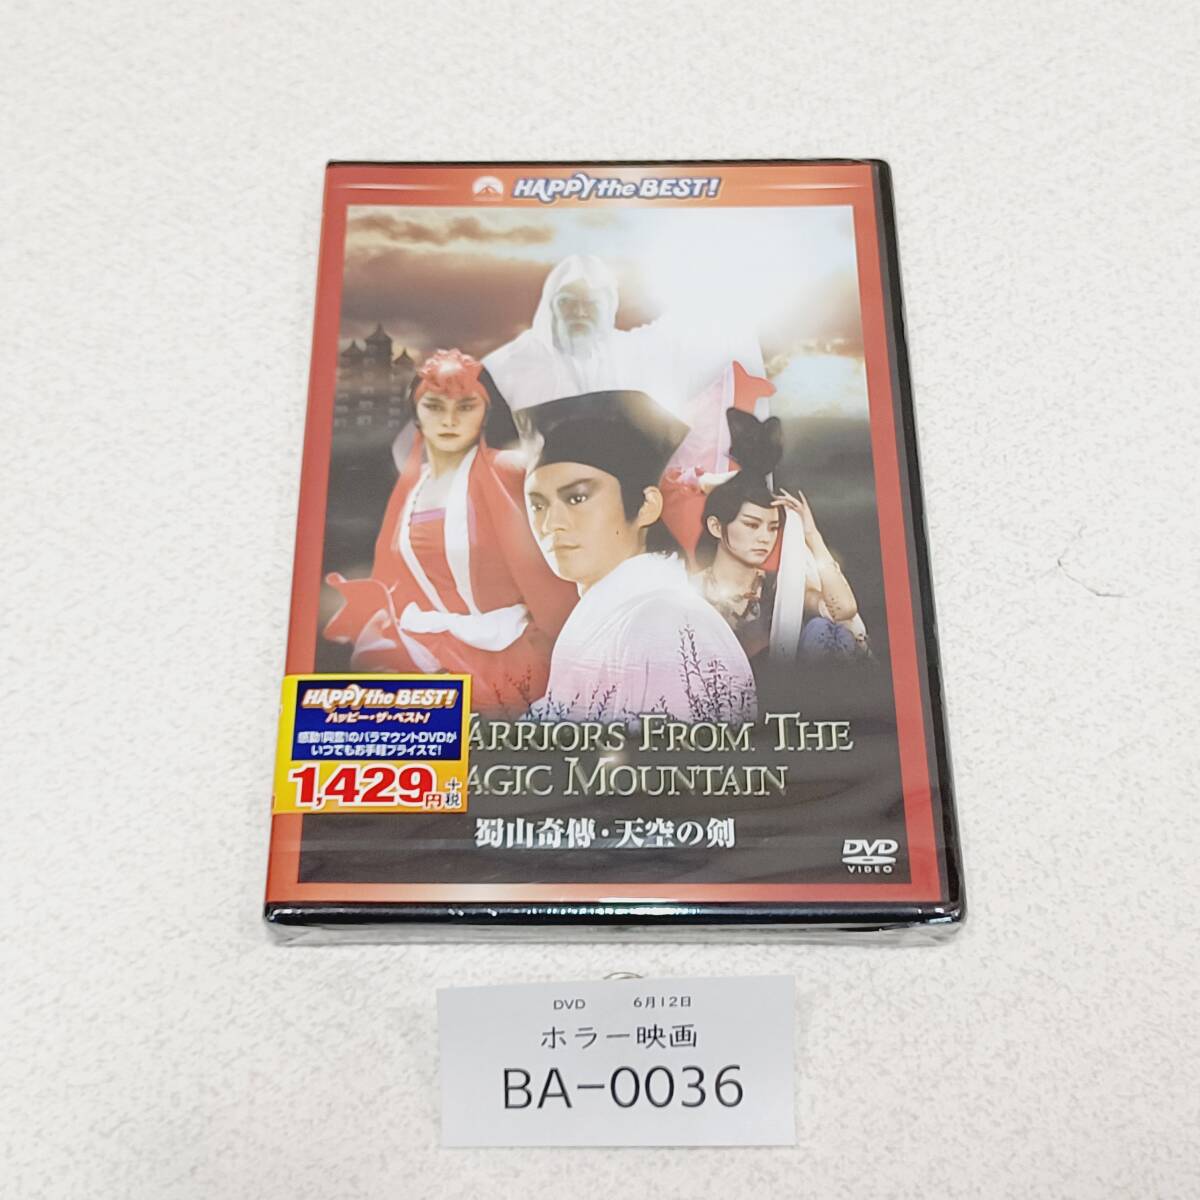 HAPPY the BEST!
WARRIORS FROM THE
MAGIC MOUNTAIN
蜀山奇傳・天空の剣
DVD
VIDEO
HAPPY the BEST!
ハッピー・ザ・ベスト!
感動!興奮!のパラマウントDVDが
いつでもお手軽プライスで!
1,429円+税
DVD 6月12日
ホラー映画
BA-0036